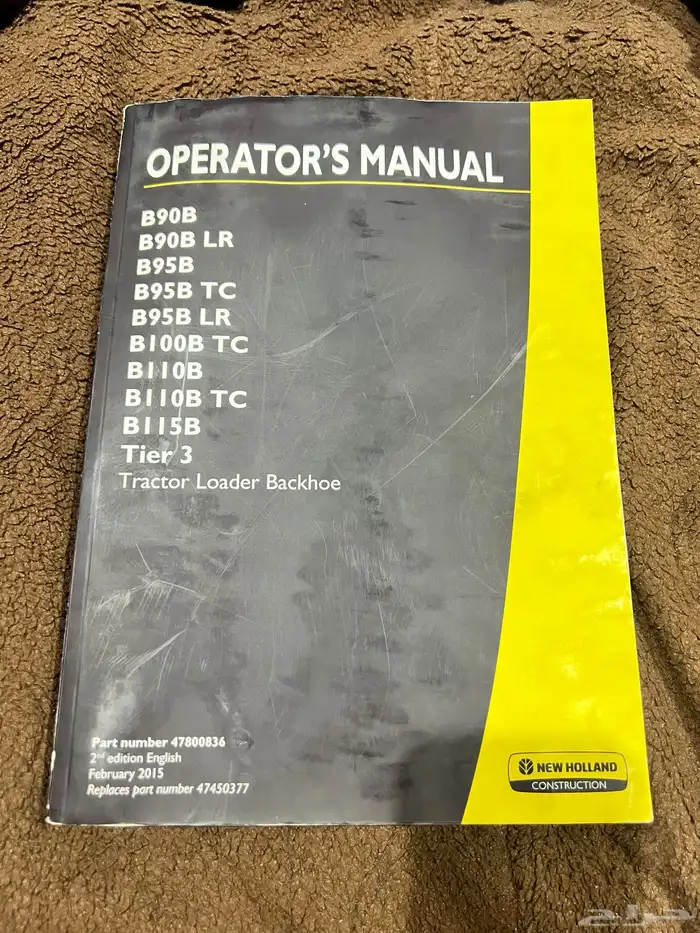 OPERATOR'S MANUAL
B90B
B90B LR
B95B
B95B TC
B95B LR
B100B TC
B110B
B110B TC
B115B
Tier 3
Tractor Loader Backhoe
Part number 47800836
2nd edition English
February 2015
Replaces part number 47450377
NEW HOLLAND
CONSTRUCTION
حراج